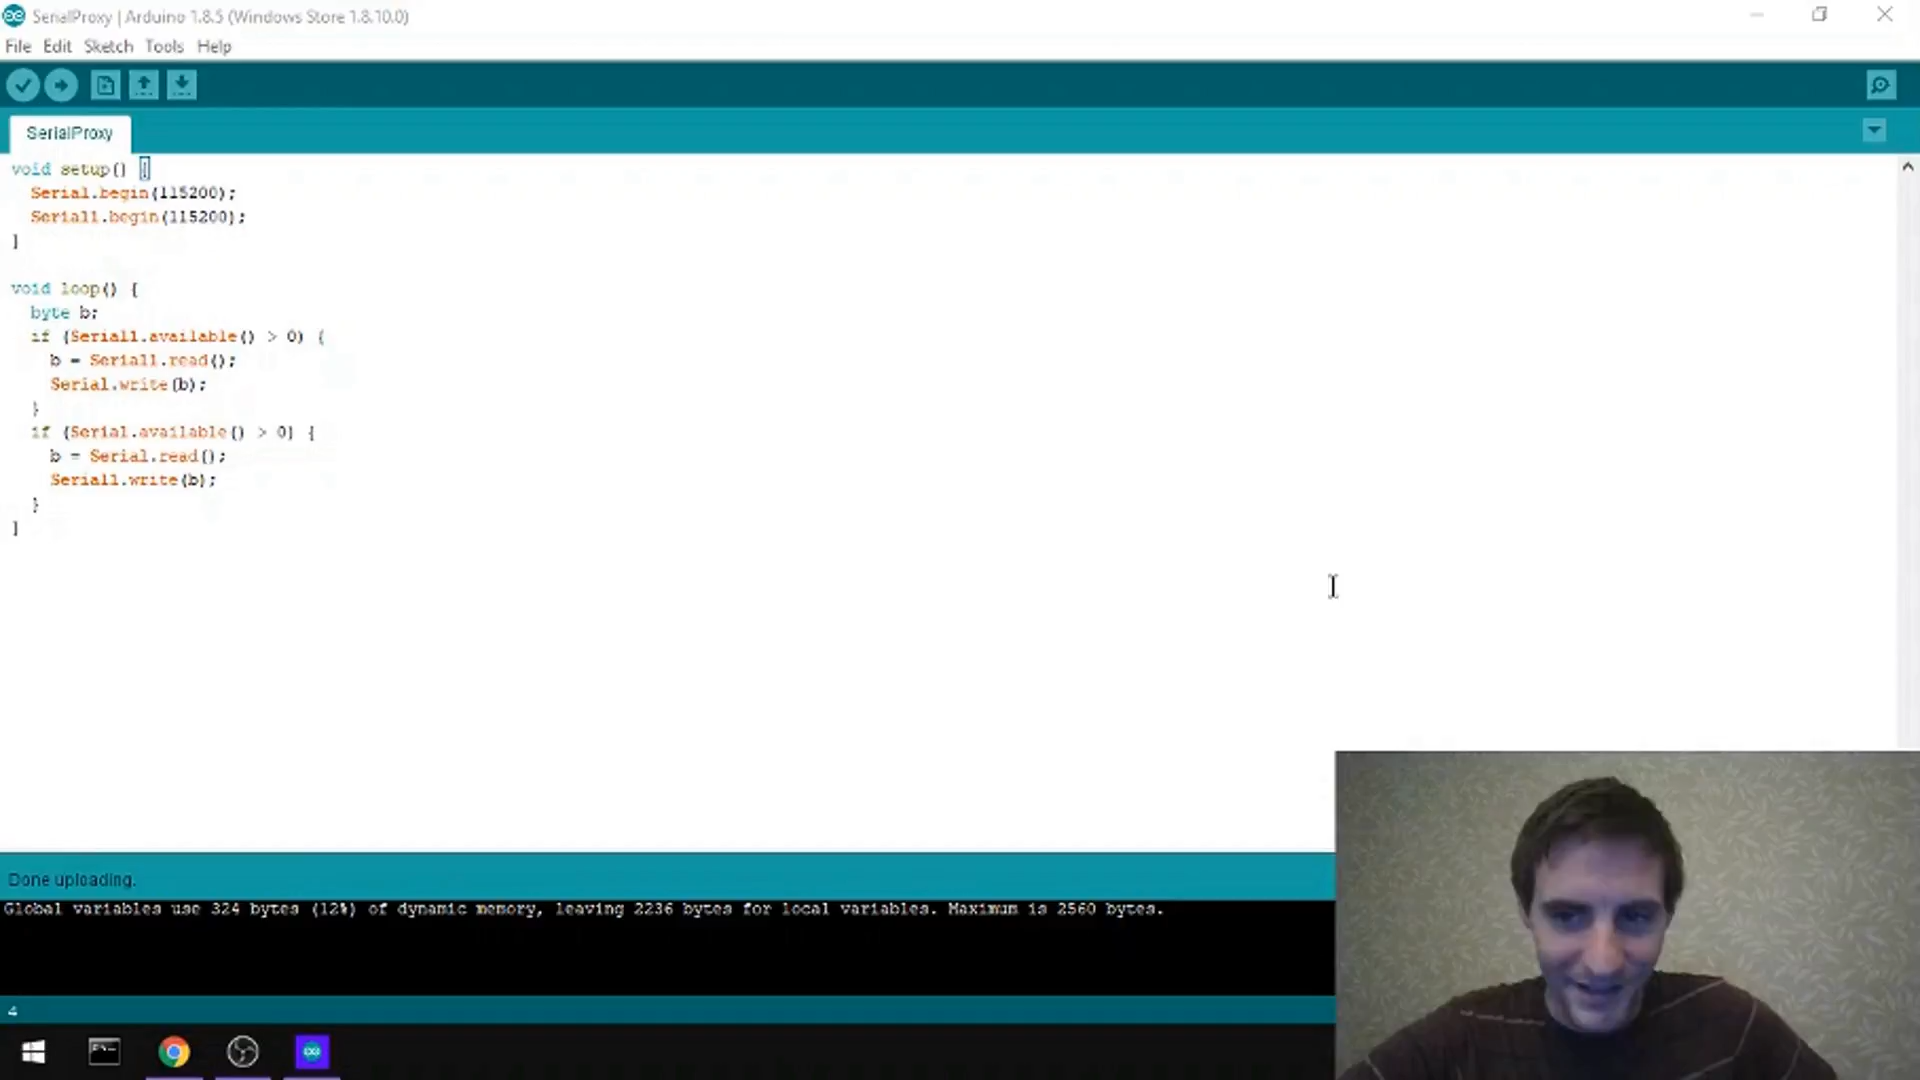 SerialProxy | Arduino 1.8.5 (Windows Store 1.8.10.0)
File Edit Sketch Tools Help
SerialProxy
void setup() {
  Serial.begin(115200);
  Serial1.begin(115200);
}
void loop() {
  byte b;
  if (Serial1.available() > 0) {
    b = Serial1.read();
    Serial.write(b);
  }
  if (Serial.available() > 0) {
    b = Serial.read();
    Serial1.write(b);
  }
}
Done uploading.
Global variables use 324 bytes (12%) of dynamic memory, leaving 2236 bytes for local variables. Maximum is 2560 bytes.
4